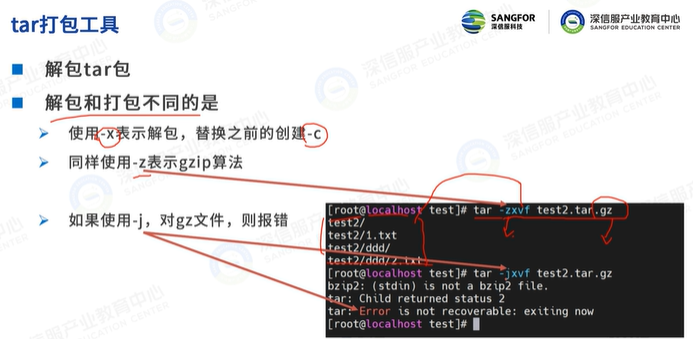 tar打包工具
SANGFOR
深信服科技
深信服产业教育中心
SANGFOR EDUCATION CENTER
解包tar包
解包和打包不同的是
使用-x表示解包，替换之前的创建-c
同样使用-z表示gzip算法
如果使用-j，对gz文件，则报错
[root@localhost test]# tar -zxvf test2.tar.gz
test2/
test2/1.txt
test2/ddd/
test2/ddd/2.txt
[root@localhost test]# tar -jxvf test2.tar.gz
bzip2: (stdin) is not a bzip2 file.
tar: Child returned status 2
tar: Error is not recoverable: exiting now
[root@localhost test]#